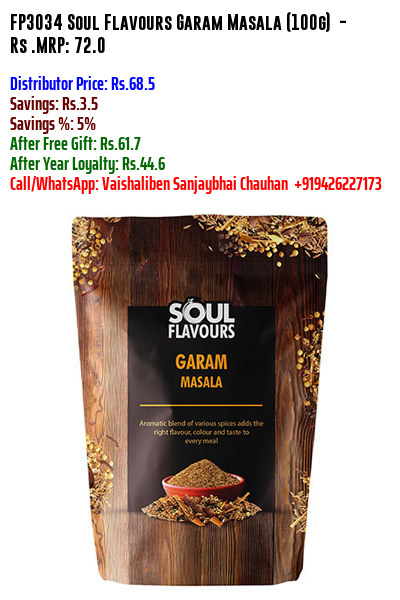 FP3034 Soul Flavours Garam Masala (100g) -
Rs .MRP: 72.0
Distributor Price: Rs.68.5
Savings: Rs.3.5
Savings %: 5%
After Free Gift: Rs.61.7
After Year Loyalty: Rs.44.6
Call/WhatsApp: Vaishaliben Sanjaybhai Chauhan +919426227173
SOUL
FLAVOURS
GARAM
MASALA
Aromatic blend of various spices adds the
right flavour, colour and taste to
every meal